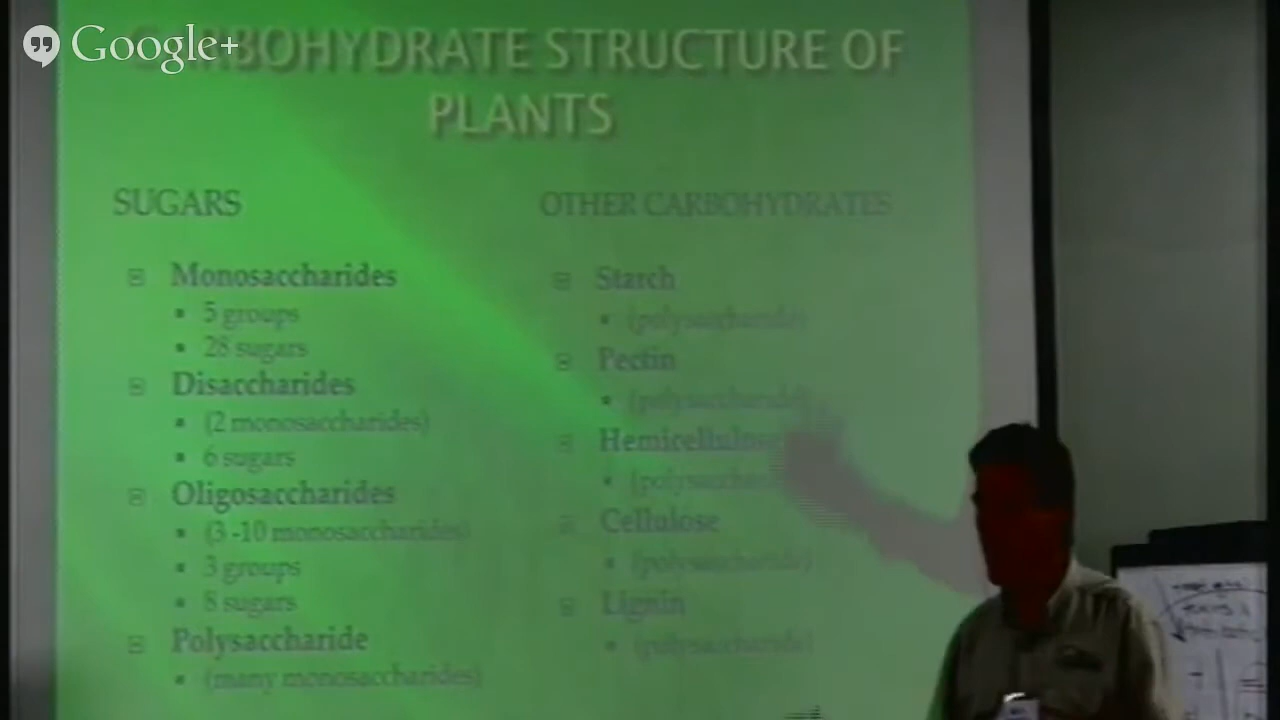 Google+
CARBOHYDRATE STRUCTURE OF
PLANTS
SUGARS
Monosaccharides
5 groups
28 sugars
Disaccharides
(2 monosaccharides)
6 sugars
Oligosaccharides
(3 -10 monosaccharides)
3 groups
8 sugars
Polysaccharide
(many monosaccharides)
OTHER CARBOHYDRATES
Starch
(polysaccharide)
Pectin
(polysaccharide)
Hemicellulose
Cellulose
(polysaccharide)
Lignin
(polysaccharide)